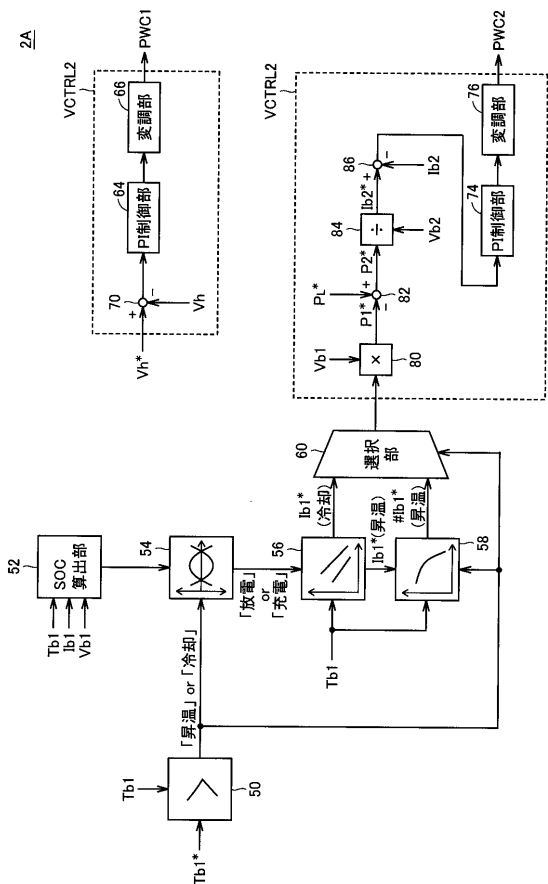 2A
VCTRL2
Vh*
+
-
70
Vh
PI制御部
64
変調部
66
PWC1
VCTRL2
Vb1
×
80
P1*
PL*
+
-
82
P2*
÷
84
Vb2
Ib2*
+
-
86
Ib2
PI制御部
74
変調部
76
PWC2
選択部
60
Ib1*
(冷却)
Ib1*(昇温)
#Ib1*
(昇温)
56
58
Tb1
SOC
算出部
52
Tb1
Ib1
Vb1
54
「放電」
or
「充電」
「昇温」or「冷却」
Tb1
Tb1*
50